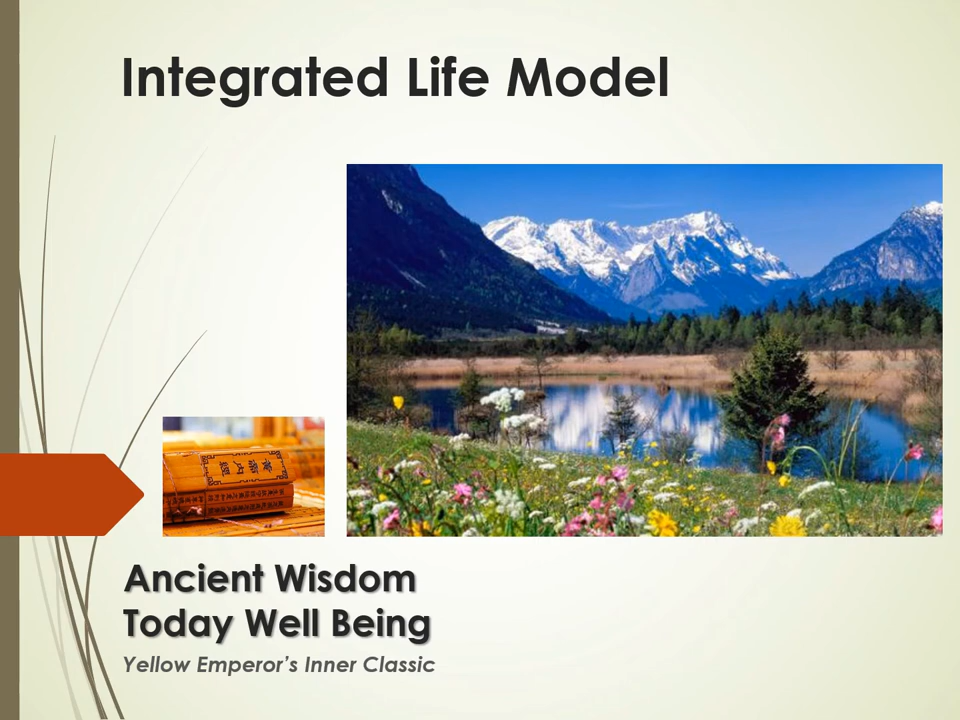 Integrated Life Model
Ancient Wisdom
Today Well Being
Yellow Emperor's Inner Classic